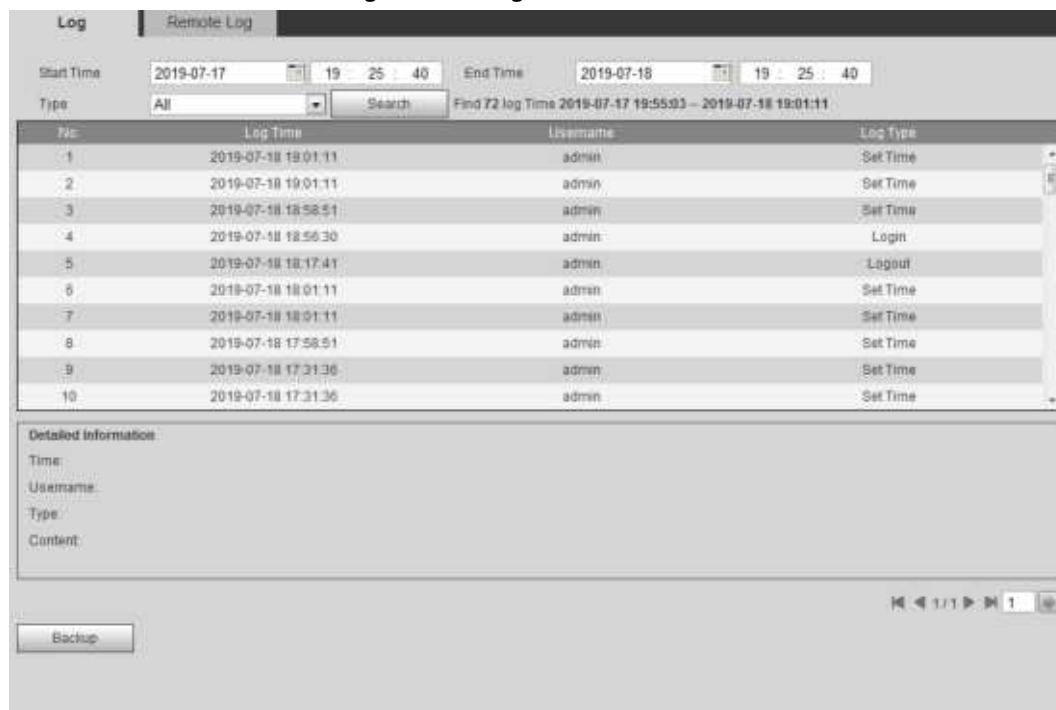 Log Remote Log
Start Time 2019-07-17 19 : 25 : 40 End Time 2019-07-18 19 : 25 : 40
Type All Search Find 72 log Time 2019-07-17 19:55:03 -- 2019-07-18 19:01:11
No. Log Time Username Log Type
1 2019-07-18 19:01:11 admin Set Time
2 2019-07-18 19:01:11 admin Set Time
3 2019-07-18 18:58:51 admin Set Time
4 2019-07-18 18:56:30 admin Login
5 2019-07-18 18:17:41 admin Logout
6 2019-07-18 18:01:11 admin Set Time
7 2019-07-18 18:01:11 admin Set Time
8 2019-07-18 17:58:51 admin Set Time
9 2019-07-18 17:31:36 admin Set Time
10 2019-07-18 17:31:36 admin Set Time
Detailed Information
Time:
Username:
Type:
Content:
1/1 1
Backup